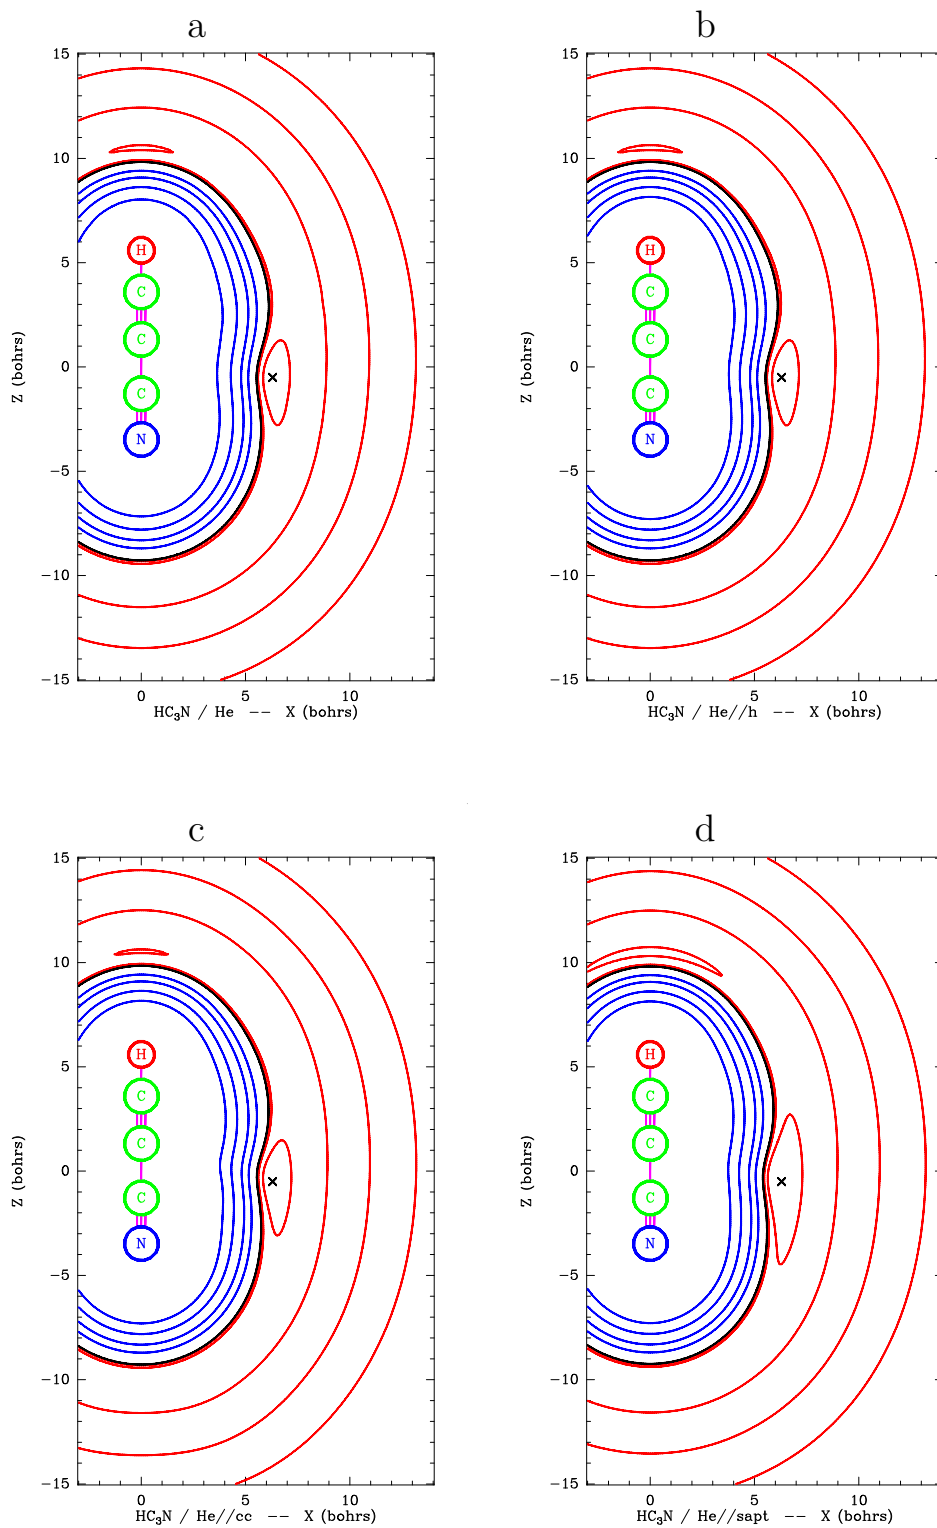 a
15
10
5
0
−5
−10
−15
Z (bohrs)
H
C
C
C
N
0 5 10
HC₃N / He −− X (bohrs)
b
15
10
5
0
−5
−10
−15
Z (bohrs)
H
C
C
C
N
0 5 10
HC₃N / He//h −− X (bohrs)
c
15
10
5
0
−5
−10
−15
Z (bohrs)
H
C
C
C
N
0 5 10
HC₃N / He//cc −− X (bohrs)
d
15
10
5
0
−5
−10
−15
Z (bohrs)
H
C
C
C
N
0 5 10
HC₃N / He//sapt −− X (bohrs)